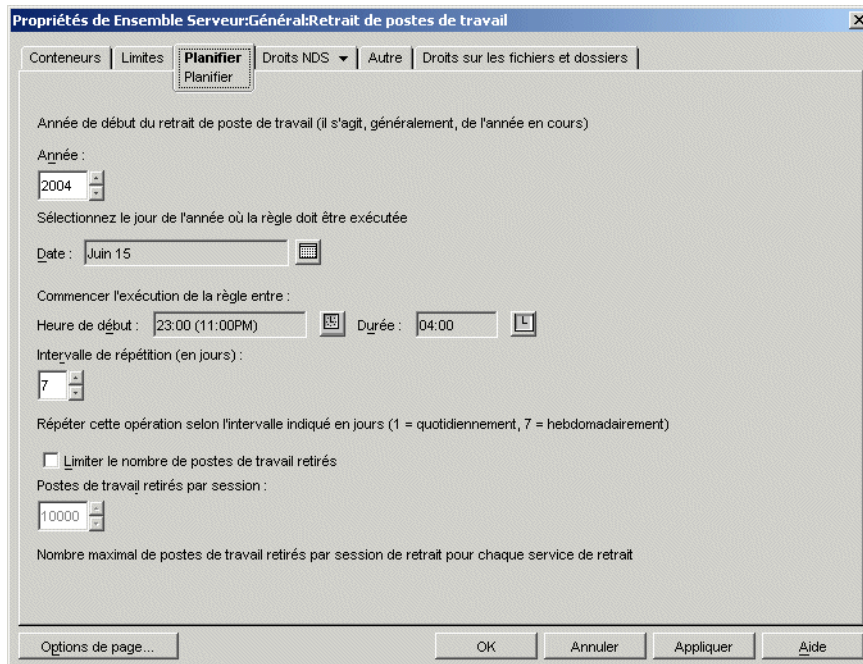 Propriétés de Ensemble Serveur:Général:Retrait de postes de travail
Conteneurs | Limites | Planifier | Droits NDS | Autre | Droits sur les fichiers et dossiers
Planifier
Année de début du retrait de poste de travail (il s'agit, généralement, de l'année en cours)
Année :
2004
Sélectionnez le jour de l'année où la règle doit être exécutée
Date : Juin 15
Commencer l'exécution de la règle entre :
Heure de début : 23:00 (11:00PM) Durée : 04:00
Intervalle de répétition (en jours) :
7
Répéter cette opération selon l'intervalle indiqué en jours (1 = quotidiennement, 7 = hebdomadairement)
Limiter le nombre de postes de travail retirés
Postes de travail retirés par session :
10000
Nombre maximal de postes de travail retirés par session de retrait pour chaque service de retrait
Options de page... OK Annuler Appliquer Aide